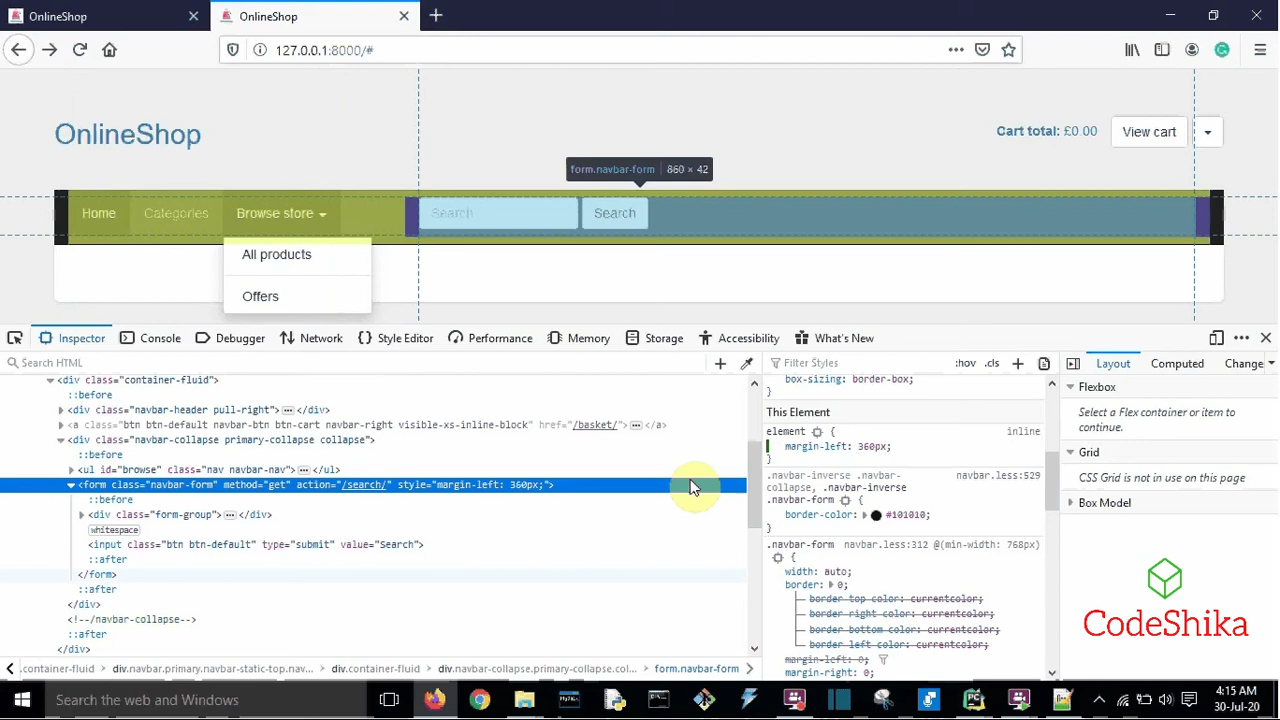 OnlineShop
OnlineShop
127.0.0.1:8000/#
OnlineShop
Cart total: £0.00 View cart
form.navbar-form 860 × 42
Home Categories Browse store Search Search
All products
Offers
Inspector Console Debugger Network Style Editor Performance Memory Storage Accessibility What's New
Search HTML
Filter Styles :hov .cls
Layout Computed Change
<div class="container-fluid">
::before
<div class="navbar-header pull-right"></div>
<a class="btn btn-default navbar-btn btn-cart navbar-right visible-xs-inline-block" href="/basket/"></a>
<div class="navbar-collapse primary-collapse collapse">
::before
<ul id="browse" class="nav navbar-nav"></ul>
<form class="navbar-form" method="get" action="/search/" style="margin-left: 360px;">
::before
<div class="form-group"></div>
whitespace
<input class="btn btn-default" type="submit" value="Search">
::after
</form>
::after
</div>
<!--/navbar-collapse-->
::after
</div>
.container-fluid div.navbar.primary.navbar-static-top.nav... div.container-fluid div.navbar-collapse.primary-collapse.col... form.navbar-form
box-sizing: border-box;
}
This Element
element { inline
margin-left: 360px;
}
.navbar-inverse .navbar- navbar.less:529
collapse, .navbar-inverse
.navbar-form {
border-color: #101010;
}
.navbar-form navbar.less:312 @(min-width: 768px)
{
width: auto;
border: 0;
border-top-color: currentcolor;
border-right-color: currentcolor;
border-bottom-color: currentcolor;
border-left-color: currentcolor;
margin-left: 0;
margin-right: 0;
Flexbox
Select a Flex container or item to
continue.
Grid
CSS Grid is not in use on this page
Box Model
CodeShika
Search the web and Windows
4:15 AM
30-Jul-20